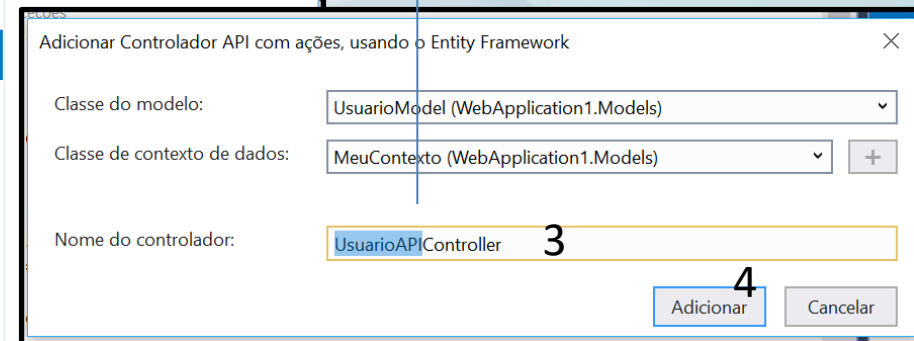 Adicionar Controlador API com ações, usando o Entity Framework
Classe do modelo:
UsuarioModel (WebApplication1.Models)
Classe de contexto de dados:
MeuContexto (WebApplication1.Models)
+
Nome do controlador:
UsuarioAPIController
3
4
Adicionar
Cancelar